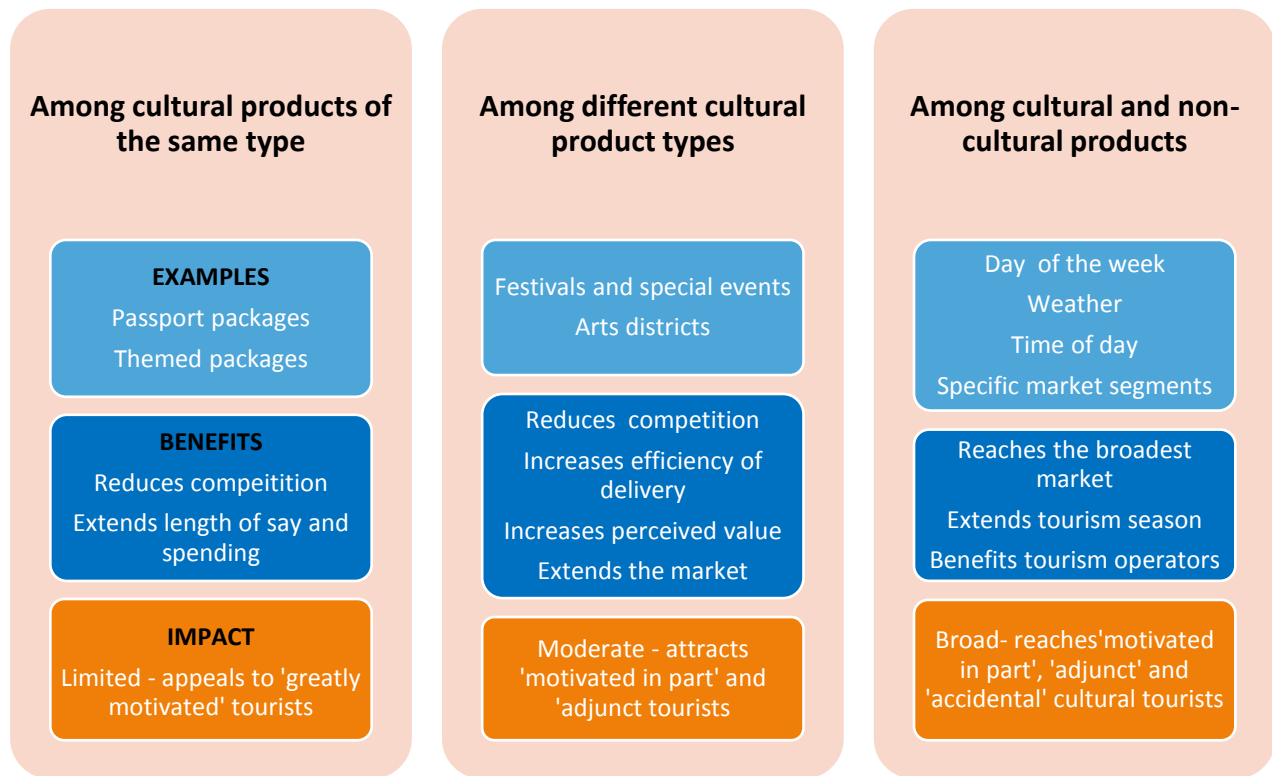 Among cultural products of
the same type
EXAMPLES
Passport packages
Themed packages
BENEFITS
Reduces compeitition
Extends length of say and
spending
IMPACT
Limited - appeals to 'greatly
motivated' tourists
Among different cultural
product types
Festivals and special events
Arts districts
Reduces  competition
Increases efficiency of
delivery
Increases perceived value
Extends the market
Moderate - attracts
'motivated in part' and
'adjunct tourists
Among cultural and non-
cultural products
Day  of the week
Weather
Time of day
Specific market segments
Reaches the broadest
market
Extends tourism season
Benefits tourism operators
Broad- reaches'motivated
in part', 'adjunct' and
'accidental' cultural tourists